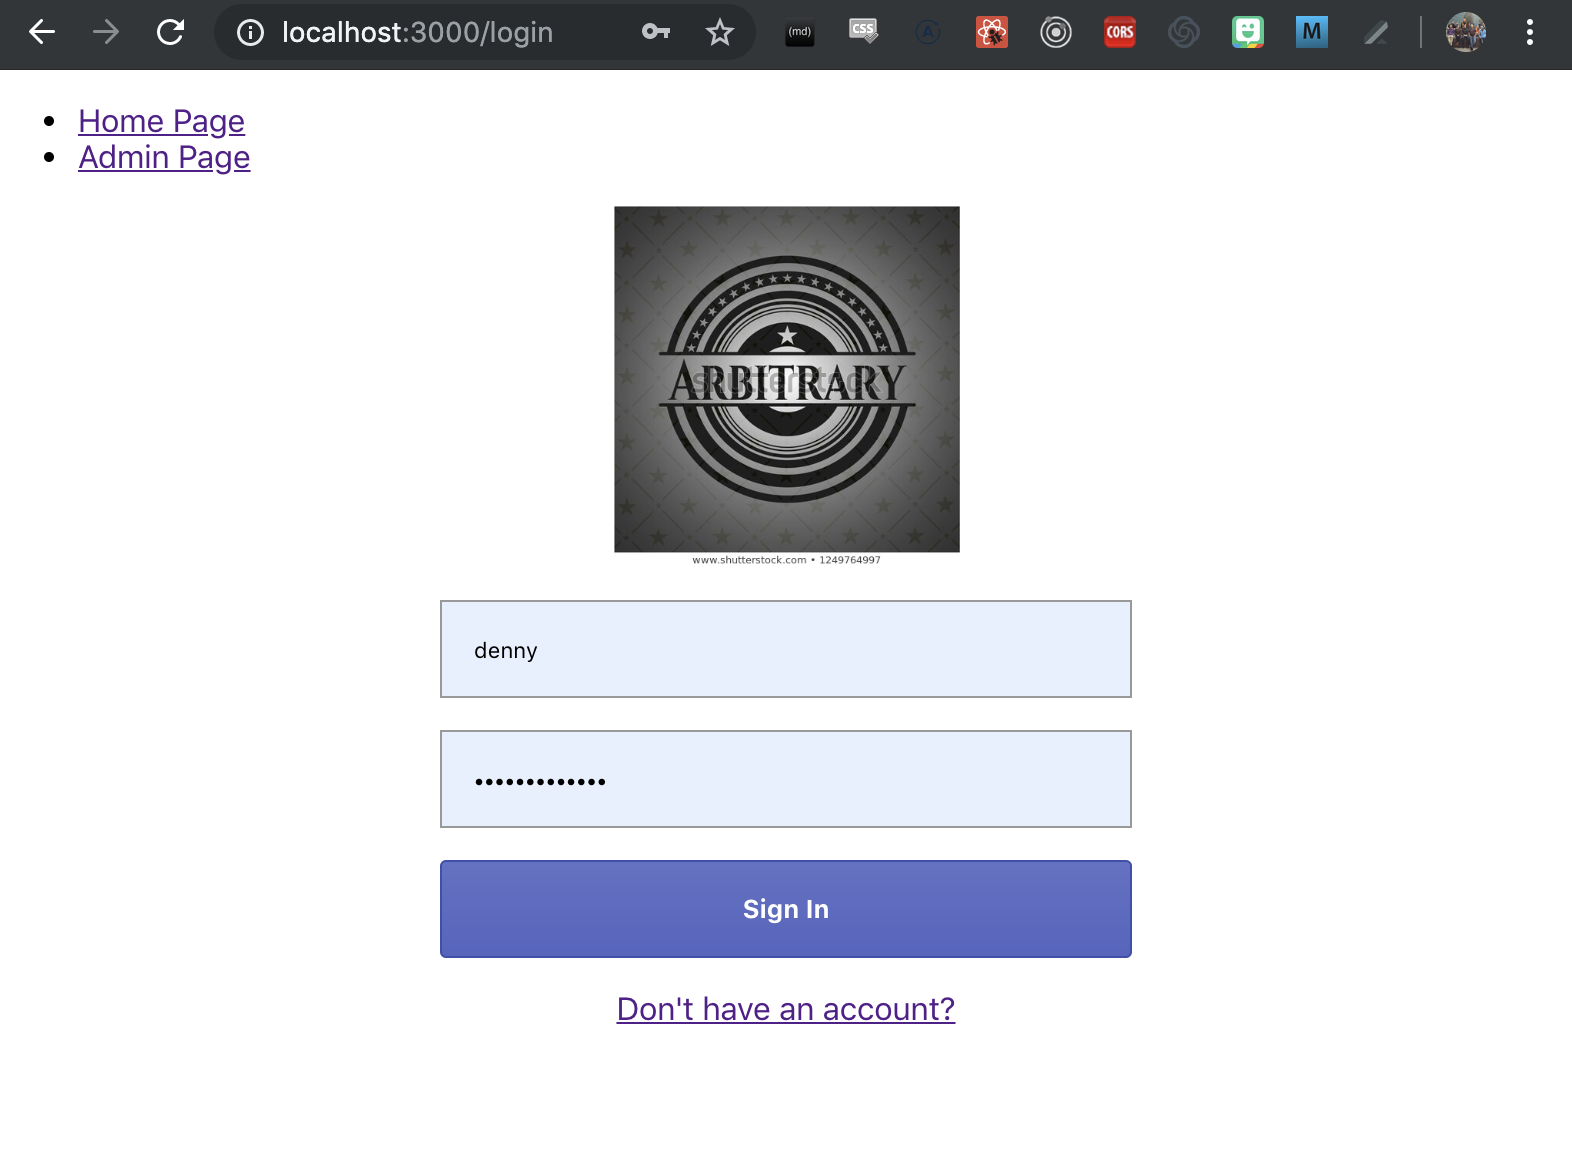 localhost:3000/login
(md)
CSS
A
CORS
M
Home Page
Admin Page
ARBITRARY
shutterstock
www.shutterstock.com • 1249764997
denny
•••••••••••••
Sign In
Don't have an account?